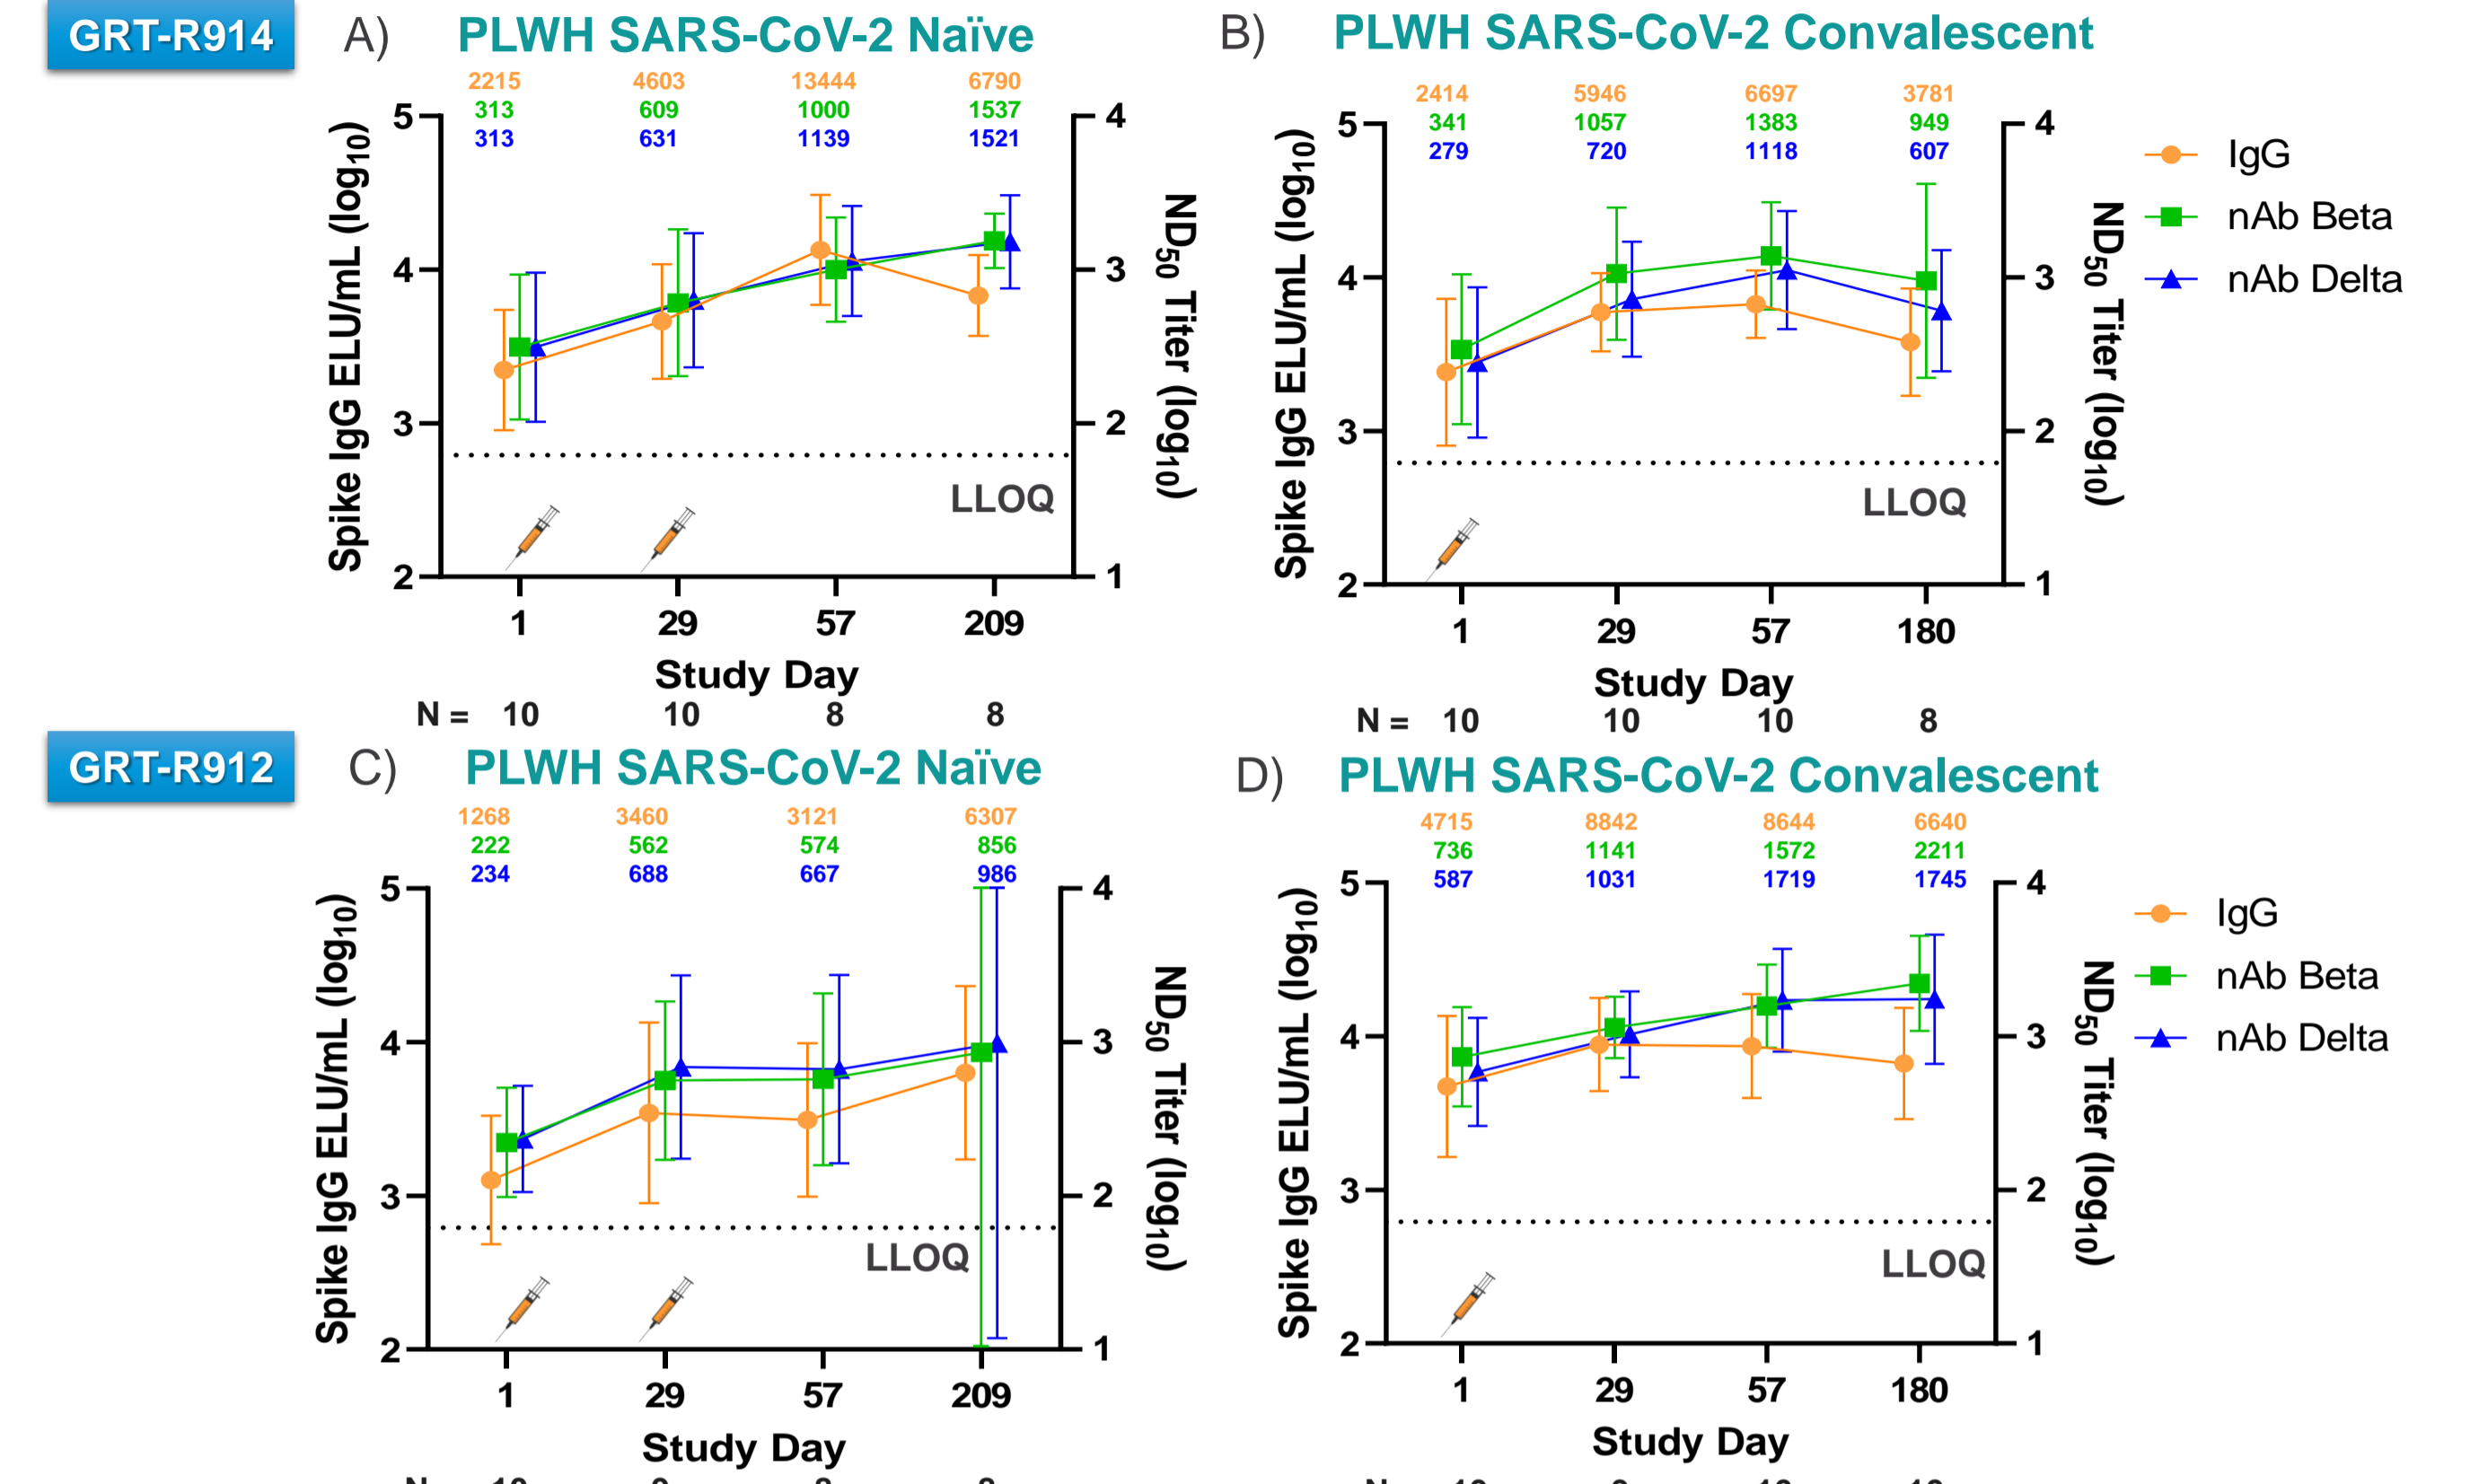 GRT-R914
A) PLWH SARS-CoV-2 Naïve
2215 4603 13444 6790
313 609 1000 1537
313 631 1139 1521
Spike IgG ELU/mL (log10)
5
4
3
2
ND50 Titer (log10)
4
3
2
1
LLOQ
1 29 57 209
Study Day
N = 10 10 8 8
B) PLWH SARS-CoV-2 Convalescent
2414 5946 6697 3781
341 1057 1383 949
279 720 1118 607
Spike IgG ELU/mL (log10)
5
4
3
2
ND50 Titer (log10)
4
3
2
1
LLOQ
1 29 57 180
Study Day
N = 10 10 10 8
IgG
nAb Beta
nAb Delta
GRT-R912
C) PLWH SARS-CoV-2 Naïve
1268 3460 3121 6307
222 562 574 856
234 688 667 986
Spike IgG ELU/mL (log10)
5
4
3
2
ND50 Titer (log10)
4
3
2
1
LLOQ
1 29 57 209
Study Day
D) PLWH SARS-CoV-2 Convalescent
4715 8842 8644 6640
736 1141 1572 2211
587 1031 1719 1745
Spike IgG ELU/mL (log10)
5
4
3
2
ND50 Titer (log10)
4
3
2
1
LLOQ
1 29 57 180
Study Day
IgG
nAb Beta
nAb Delta